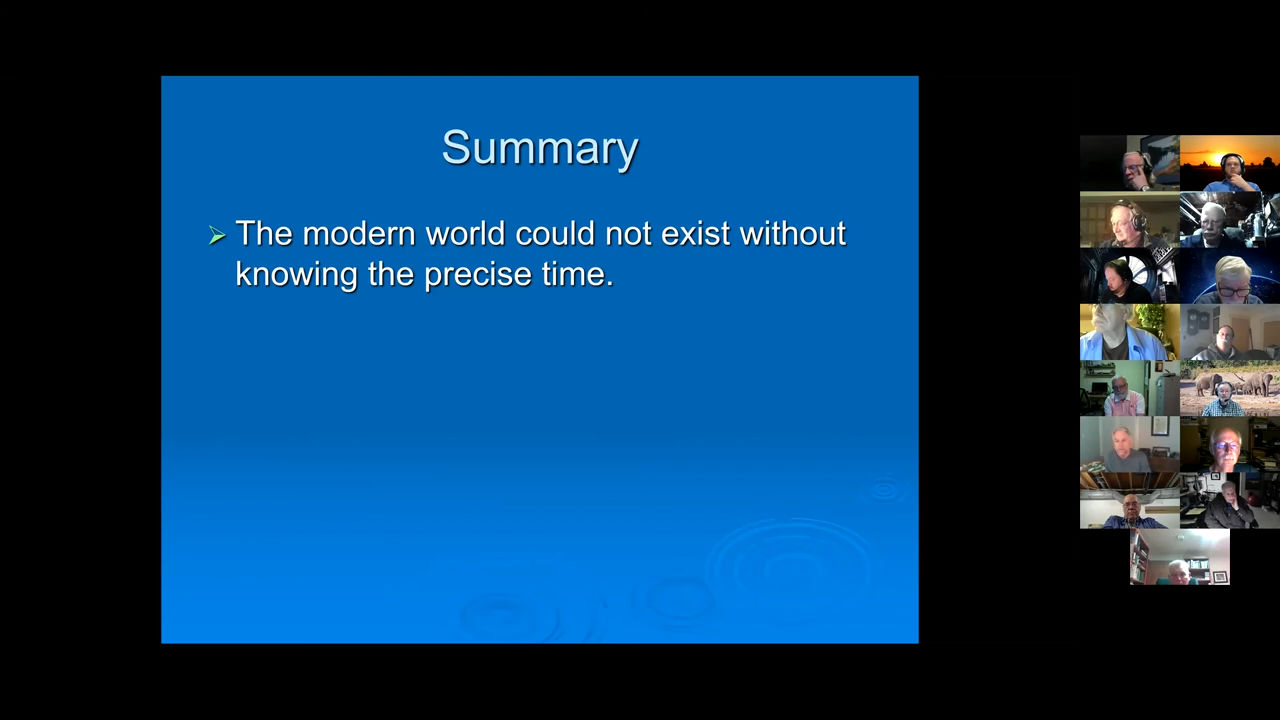 Summary
The modern world could not exist without
knowing the precise time.